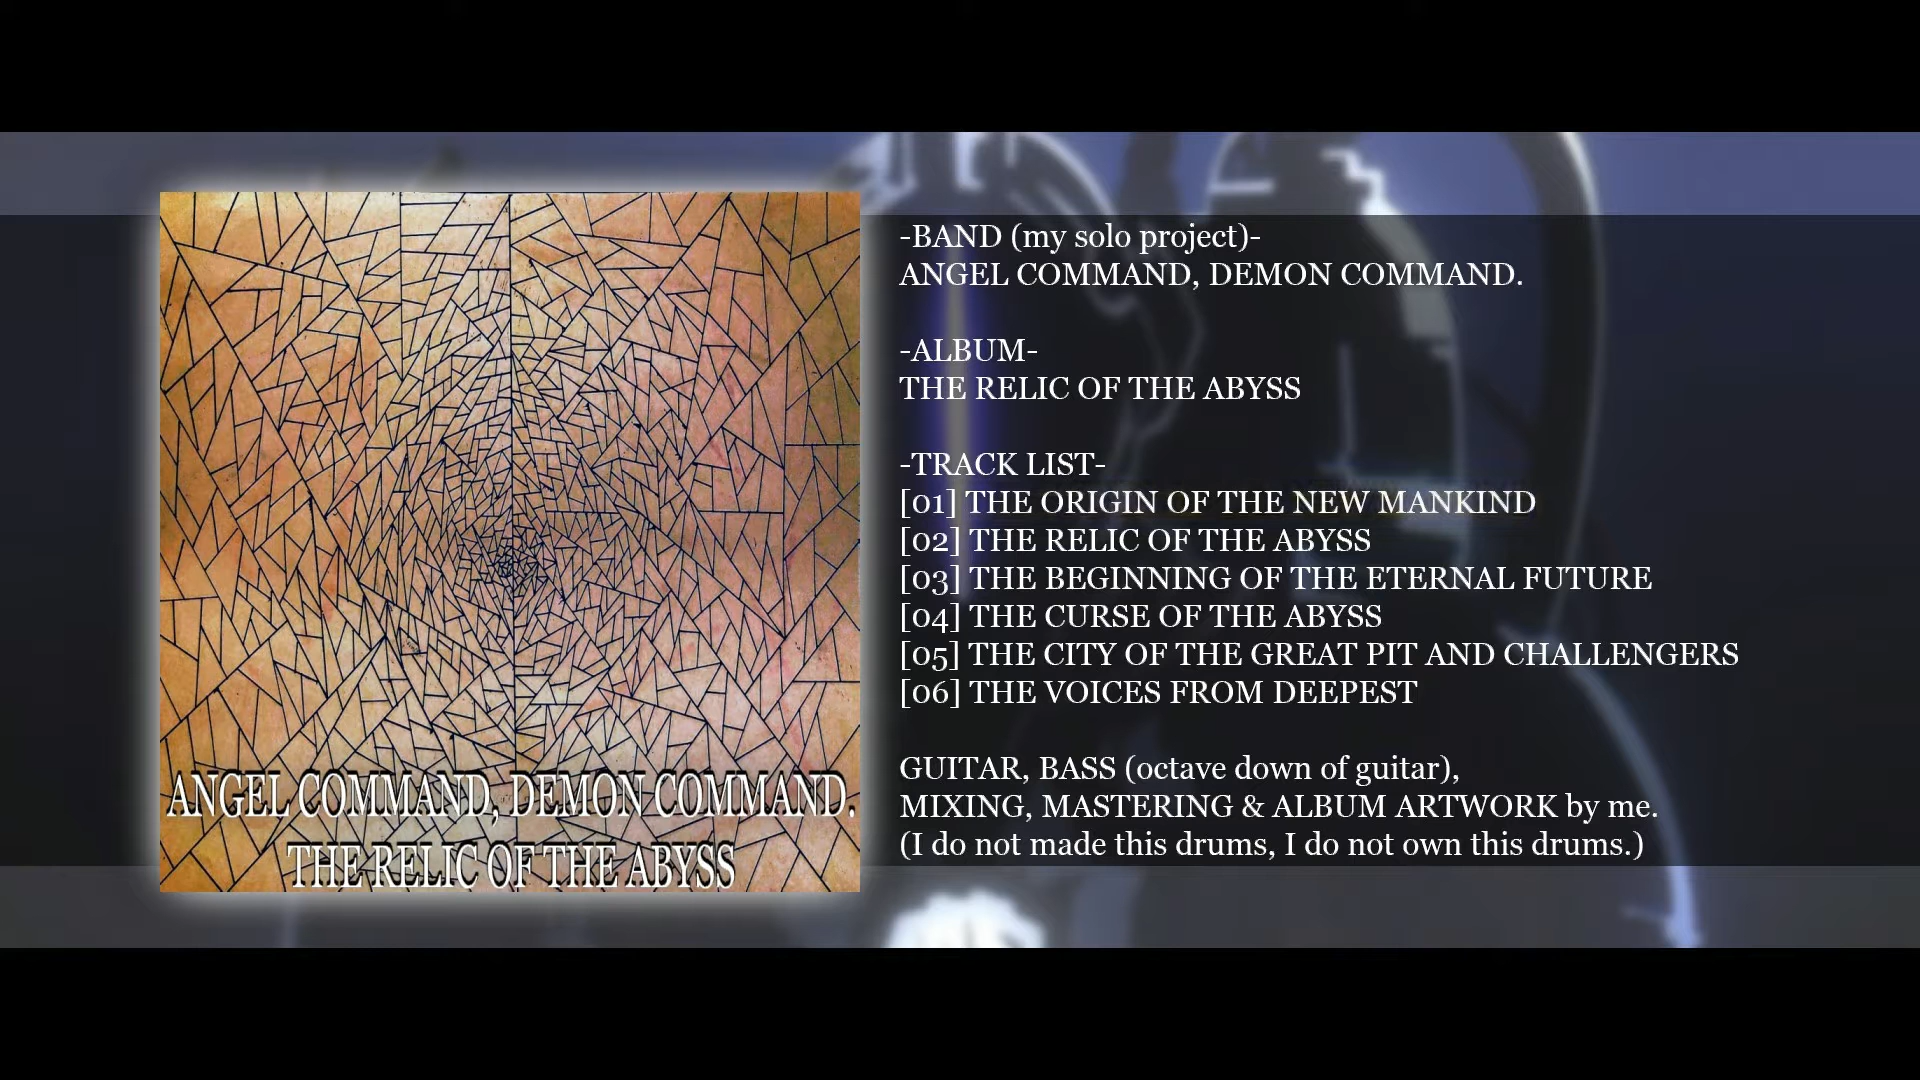 ANGEL COMMAND, DEMON COMMAND.
THE RELIC OF THE ABYSS
-BAND (my solo project)-
ANGEL COMMAND, DEMON COMMAND.
-ALBUM-
THE RELIC OF THE ABYSS
-TRACK LIST-
[01] THE ORIGIN OF THE NEW MANKIND
[02] THE RELIC OF THE ABYSS
[03] THE BEGINNING OF THE ETERNAL FUTURE
[04] THE CURSE OF THE ABYSS
[05] THE CITY OF THE GREAT PIT AND CHALLENGERS
[06] THE VOICES FROM DEEPEST
GUITAR, BASS (octave down of guitar),
MIXING, MASTERING & ALBUM ARTWORK by me.
(I do not made this drums, I do not own this drums.)